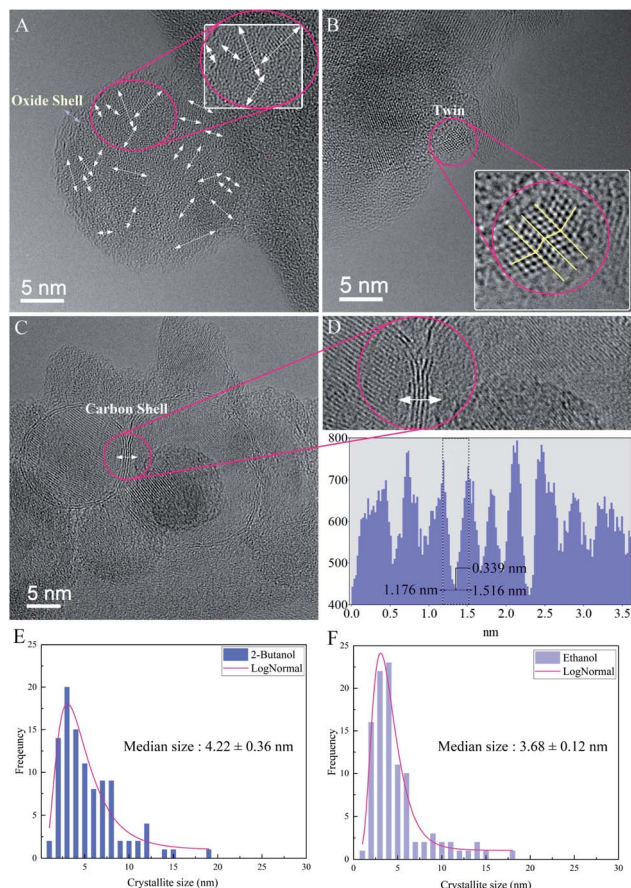 A
Oxide Shell
5 nm
B
Twin
5 nm
C
Carbon Shell
5 nm
D
800
700
600
500
400
0.339 nm
1.176 nm
1.516 nm
0.0 0.5 1.0 1.5 2.0 2.5 3.0 3.5
nm
E
2-Butanol
LogNormal
Median size : 4.22 ± 0.36 nm
Frequency
25
20
15
10
5
0
5 10 15 20 25 30
Crystallite size (nm)
F
Ethanol
LogNormal
Median size : 3.68 ± 0.12 nm
Frequency
25
20
15
10
5
0
5 10 15 20 25 30
Crystallite size (nm)